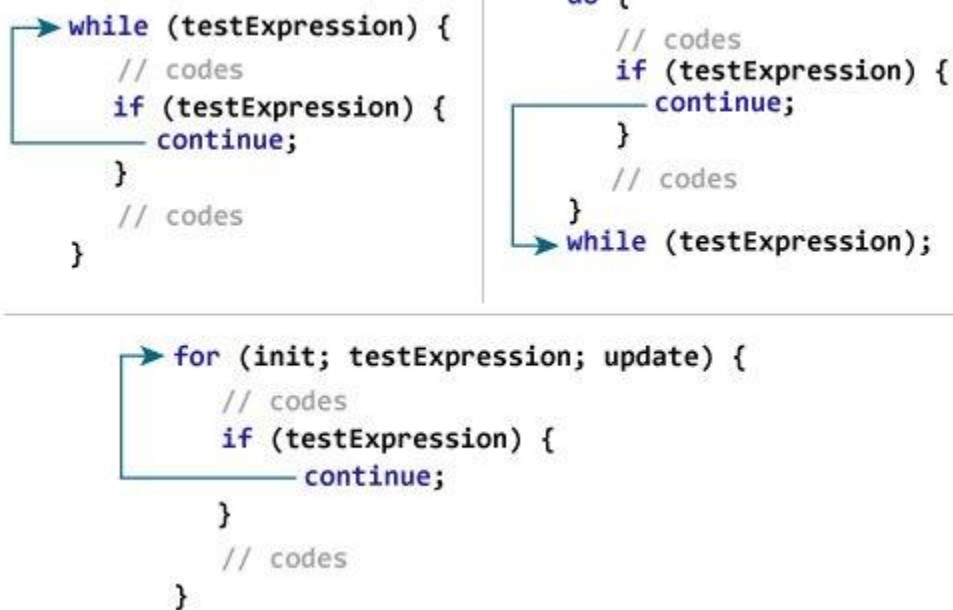 while (testExpression) {
// codes
if (testExpression) {
continue;
}
// codes
}
do {
// codes
if (testExpression) {
continue;
}
// codes
}
while (testExpression);
for (init; testExpression; update) {
// codes
if (testExpression) {
continue;
}
// codes
}